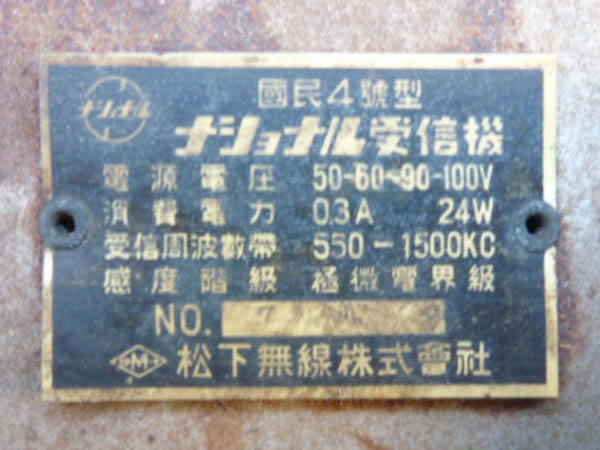 國民4號型
ナショナル
ナショナル受信機
電源電圧 50-60~90-100V
消費電力 0.3A 24W
受信周波數帶 550-1500KC
感度階級 極微電界級
NO. 7
M
松下無線株式會社